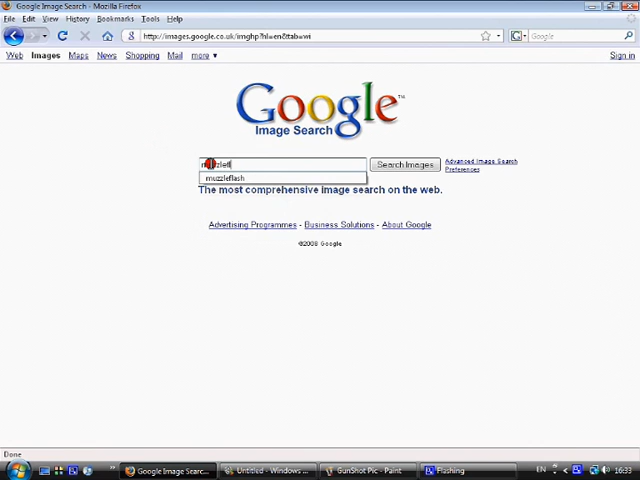 Google Image Search - Mozilla Firefox
File Edit View History Bookmarks Tools Help
http://images.google.co.uk/imghp?hl=en&tab=wi
Google
Web Images Maps News Shopping Mail more ▼
Sign in
Google™
Image Search
Search Images
Advanced Image Search
Preferences
muzzleflash
The most comprehensive image search on the web.
Advertising Programmes - Business Solutions - About Google
©2008 Google
Done
Google Image Searc... Untitled - Windows ... GunShot Pic - Paint Flashing EN 16:33